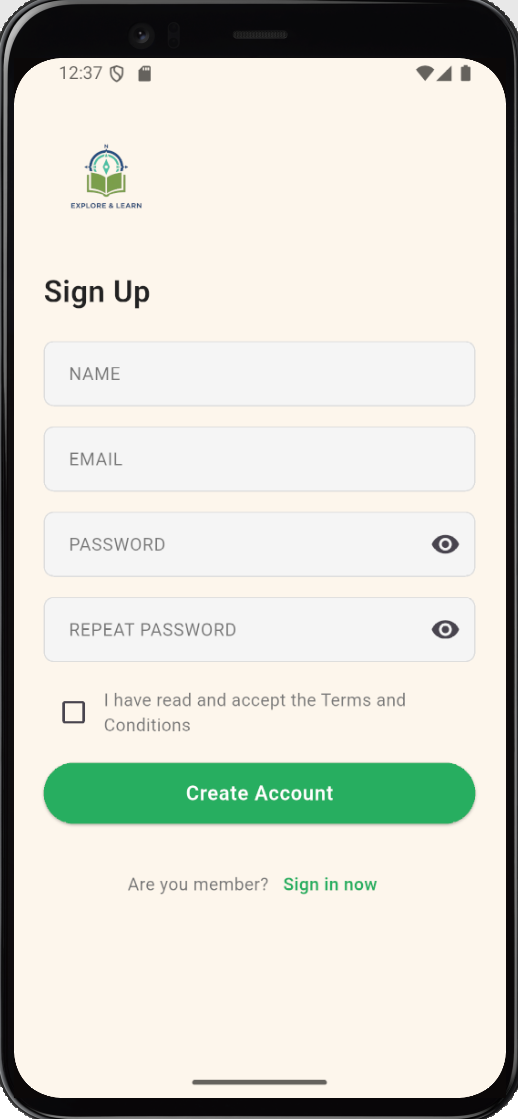 12:37
N
EXPLORE & LEARN
Sign Up
NAME
EMAIL
PASSWORD
REPEAT PASSWORD
I have read and accept the Terms and
Conditions
Create Account
Are you member? Sign in now